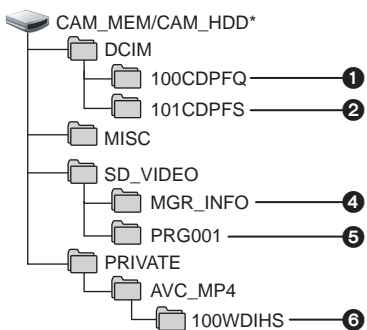 CAM_MEM/CAM_HDD*
DCIM
100CDPFQ 1
101CDPFS 2
MISC
SD_VIDEO
MGR_INFO 4
PRG001 5
PRIVATE
AVC_MP4
100WDIHS 6